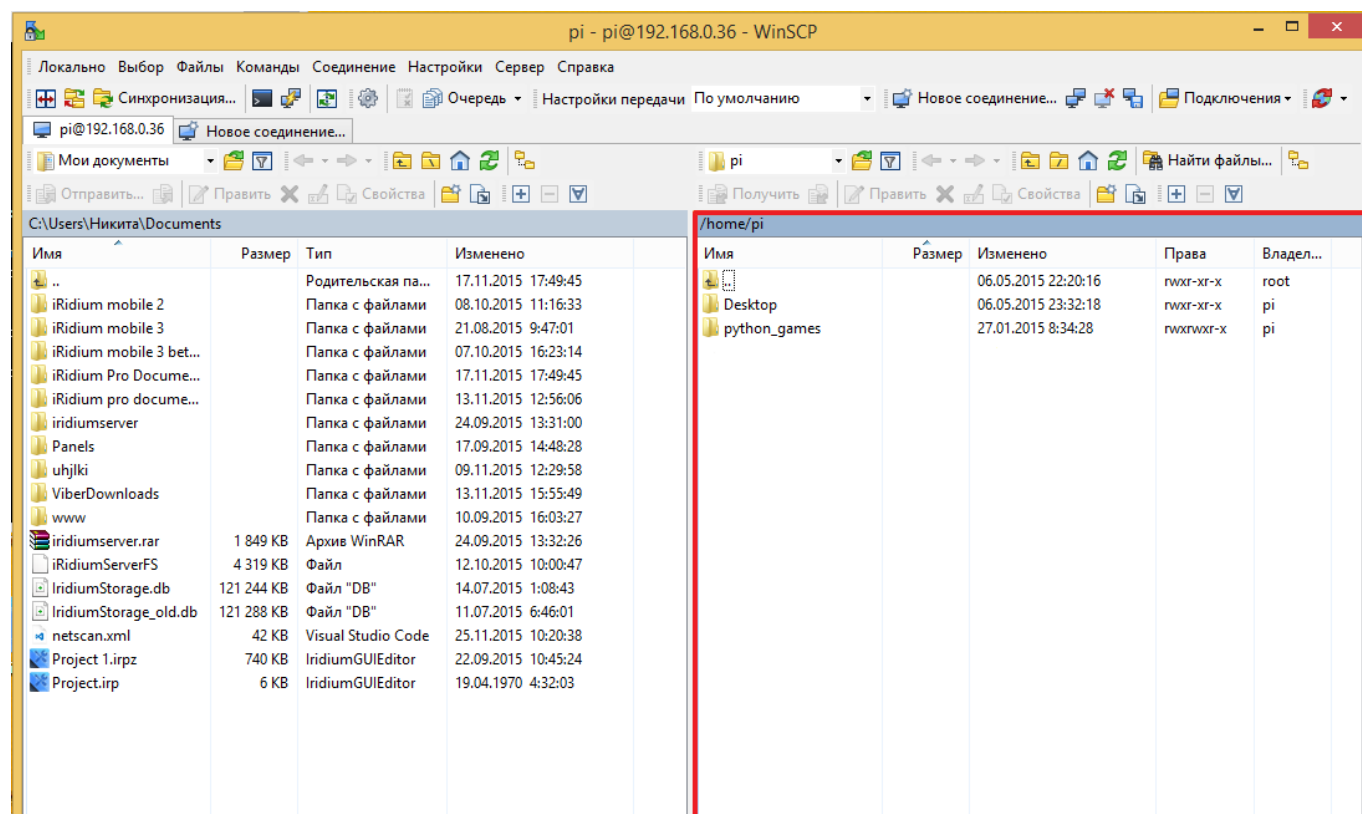 pi - pi@192.168.0.36 - WinSCP
Локально Выбор Файлы Команды Соединение Настройки Сервер Справка
Синхронизация... Очередь Настройки передачи По умолчанию Новое соединение... Подключения
pi@192.168.0.36 Новое соединение...
Мои документы pi Найти файлы...
Отправить... Править Свойства Получить Править Свойства
C:\Users\Никита\Documents /home/pi
Имя Размер Тип Изменено Имя Размер Изменено Права Владел...
.. Родительская па... 17.11.2015 17:49:45 .. 06.05.2015 22:20:16 rwxr-xr-x root
iRidium mobile 2 Папка с файлами 08.10.2015 11:16:33 Desktop 06.05.2015 23:32:18 rwxr-xr-x pi
iRidium mobile 3 Папка с файлами 21.08.2015 9:47:01 python_games 27.01.2015 8:34:28 rwxrwxr-x pi
iRidium mobile 3 bet... Папка с файлами 07.10.2015 16:23:14
iRidium Pro Docume... Папка с файлами 17.11.2015 17:49:45
iRidium pro docume... Папка с файлами 13.11.2015 12:56:06
iridiumserver Папка с файлами 24.09.2015 13:31:00
Panels Папка с файлами 17.09.2015 14:48:28
uhjlki Папка с файлами 09.11.2015 12:29:58
ViberDownloads Папка с файлами 13.11.2015 15:55:49
www Папка с файлами 10.09.2015 16:03:27
iridiumserver.rar 1 849 KB Архив WinRAR 24.09.2015 13:32:26
iRidiumServerFS 4 319 KB Файл 12.10.2015 10:00:47
IridiumStorage.db 121 244 KB Файл "DB" 14.07.2015 1:08:43
IridiumStorage_old.db 121 288 KB Файл "DB" 11.07.2015 6:46:01
netscan.xml 42 KB Visual Studio Code 25.11.2015 10:20:38
Project 1.irpz 740 KB IridiumGUIEditor 22.09.2015 10:45:24
Project.irp 6 KB IridiumGUIEditor 19.04.1970 4:32:03